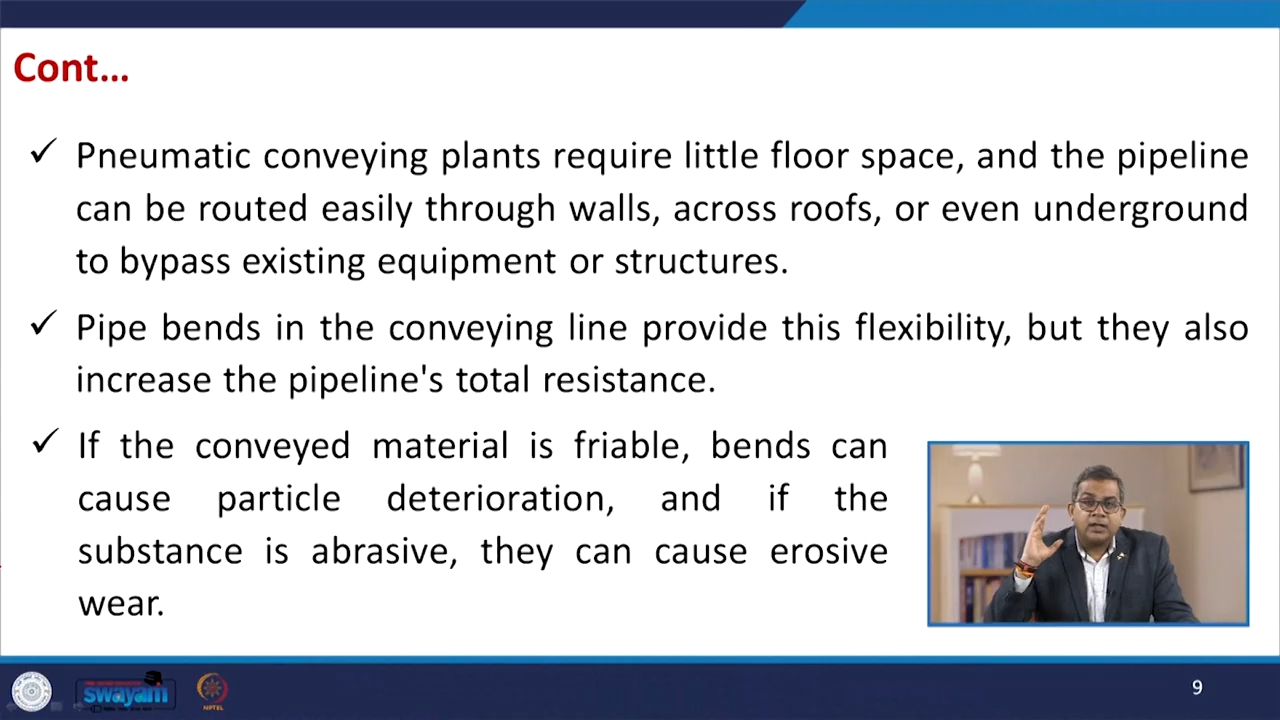 Cont...
✓ Pneumatic conveying plants require little floor space, and the pipeline
can be routed easily through walls, across roofs, or even underground
to bypass existing equipment or structures.
✓ Pipe bends in the conveying line provide this flexibility, but they also
increase the pipeline's total resistance.
✓ If the conveyed material is friable, bends can
cause particle deterioration, and if the
substance is abrasive, they can cause erosive
wear.
swayam
NPTEL
9